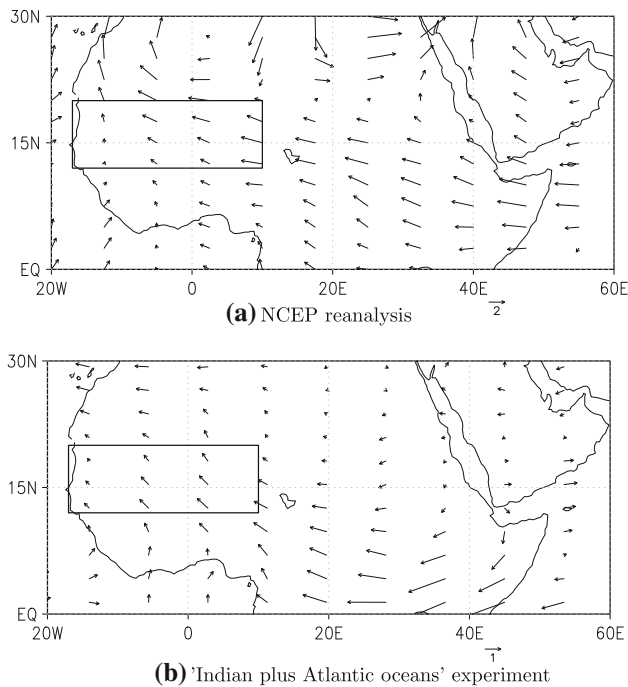 30N
15N
EQ
20W 0 20E 40E 60E
2
(a) NCEP reanalysis
30N
15N
EQ
20W 0 20E 40E 60E
1
(b) 'Indian plus Atlantic oceans' experiment